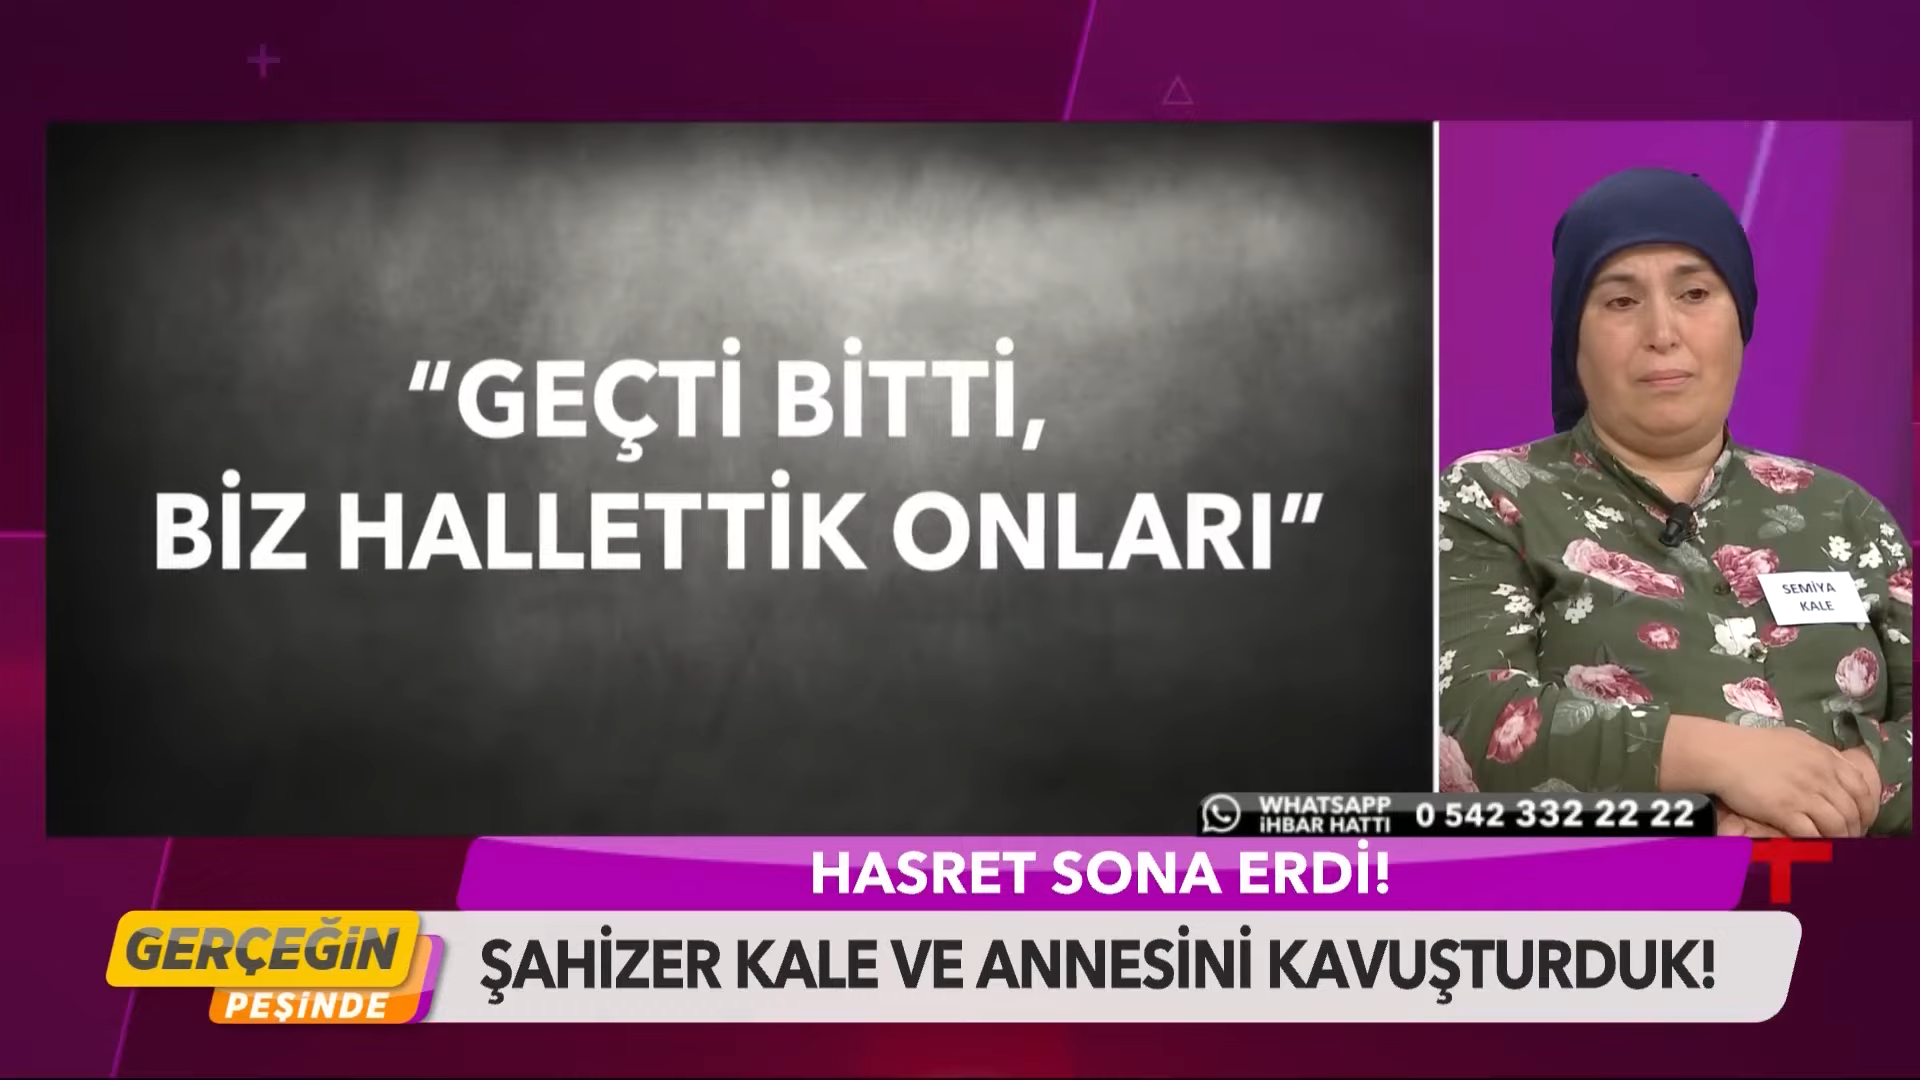 “GEÇTİ BİTTİ,
BİZ HALLETTİK ONLARI”
SEMİYA
KALE
WHATSAPP
İHBAR HATTI
0 542 332 22 22
HASRET SONA ERDİ!
GERÇEĞİN
PEŞİNDE
ŞAHİZER KALE VE ANNESİNİ KAVUŞTURDUK!